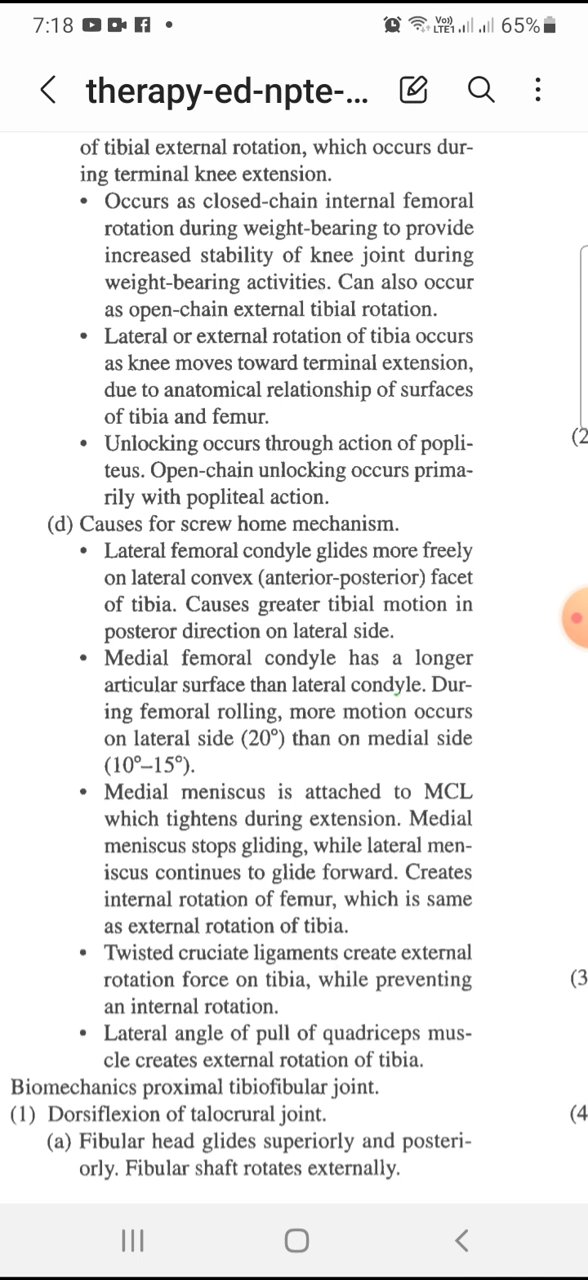 7:18
Vo)) LTE1 65%
therapy-ed-npte-...
of tibial external rotation, which occurs dur-
ing terminal knee extension.
• Occurs as closed-chain internal femoral
rotation during weight-bearing to provide
increased stability of knee joint during
weight-bearing activities. Can also occur
as open-chain external tibial rotation.
• Lateral or external rotation of tibia occurs
as knee moves toward terminal extension,
due to anatomical relationship of surfaces
of tibia and femur.
(2
• Unlocking occurs through action of popli-
teus. Open-chain unlocking occurs prima-
rily with popliteal action.
(d) Causes for screw home mechanism.
• Lateral femoral condyle glides more freely
on lateral convex (anterior-posterior) facet
of tibia. Causes greater tibial motion in
posteror direction on lateral side.
• Medial femoral condyle has a longer
articular surface than lateral condyle. Dur-
ing femoral rolling, more motion occurs
on lateral side (20º) than on medial side
(10º–15º).
• Medial meniscus is attached to MCL
which tightens during extension. Medial
meniscus stops gliding, while lateral men-
iscus continues to glide forward. Creates
internal rotation of femur, which is same
as external rotation of tibia.
• Twisted cruciate ligaments create external
rotation force on tibia, while preventing
an internal rotation.
(3
• Lateral angle of pull of quadriceps mus-
cle creates external rotation of tibia.
Biomechanics proximal tibiofibular joint.
(1) Dorsiflexion of talocrural joint.
(4
(a) Fibular head glides superiorly and posteri-
orly. Fibular shaft rotates externally.